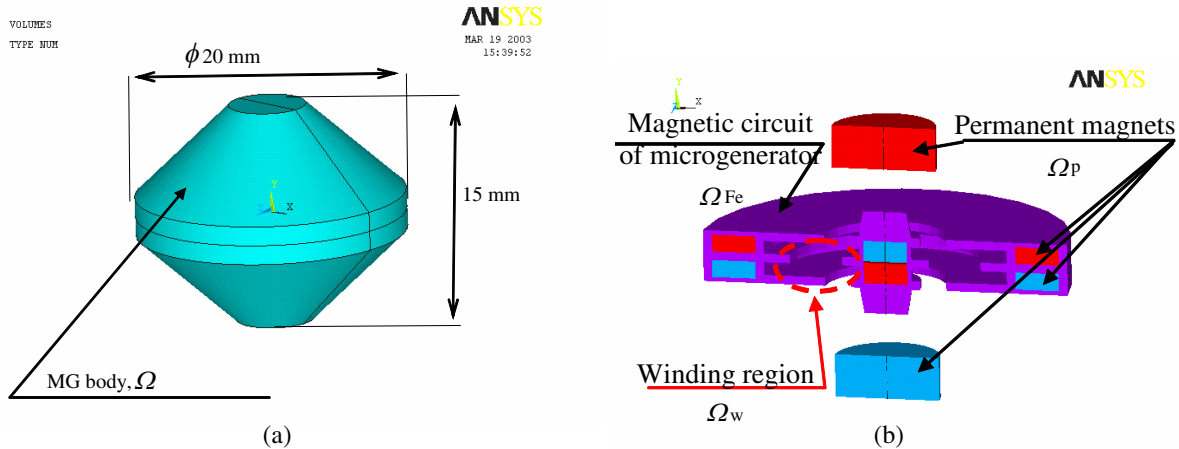 VOLUMES
TYPE NUM
ANSYS
MAR 19 2003
15:39:52
ϕ 20 mm
15 mm
Y
X
Z
MG body, Ω
(a)
ANSYS
Y
X
Z
Magnetic circuit
of microgenerator
Permanent magnets
Ωp
ΩFe
Winding region
Ωw
(b)